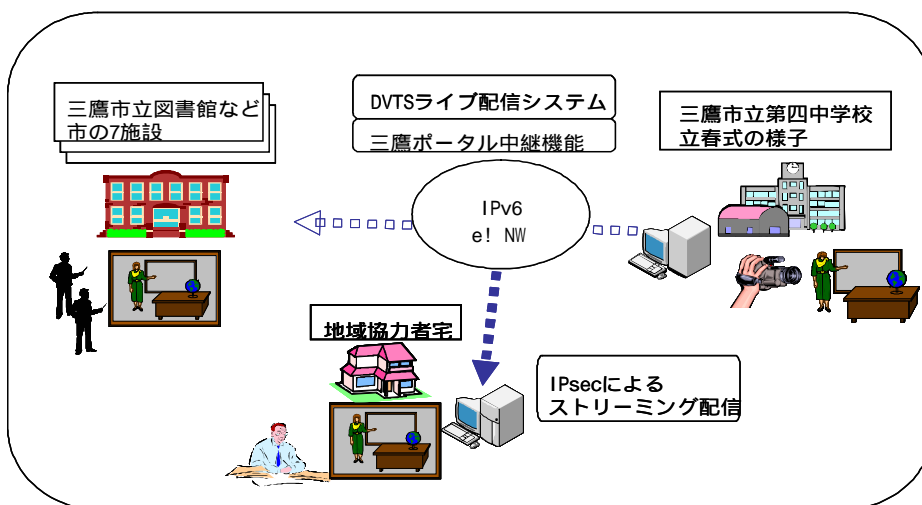 三鷹市立図書館など
市の7施設
DVTSライブ配信システム
三鷹ポータル中継機能
三鷹市立第四中学校
立春式の様子
IPv6
e! NW
地域協力者宅
IPsecによる
ストリーミング配信